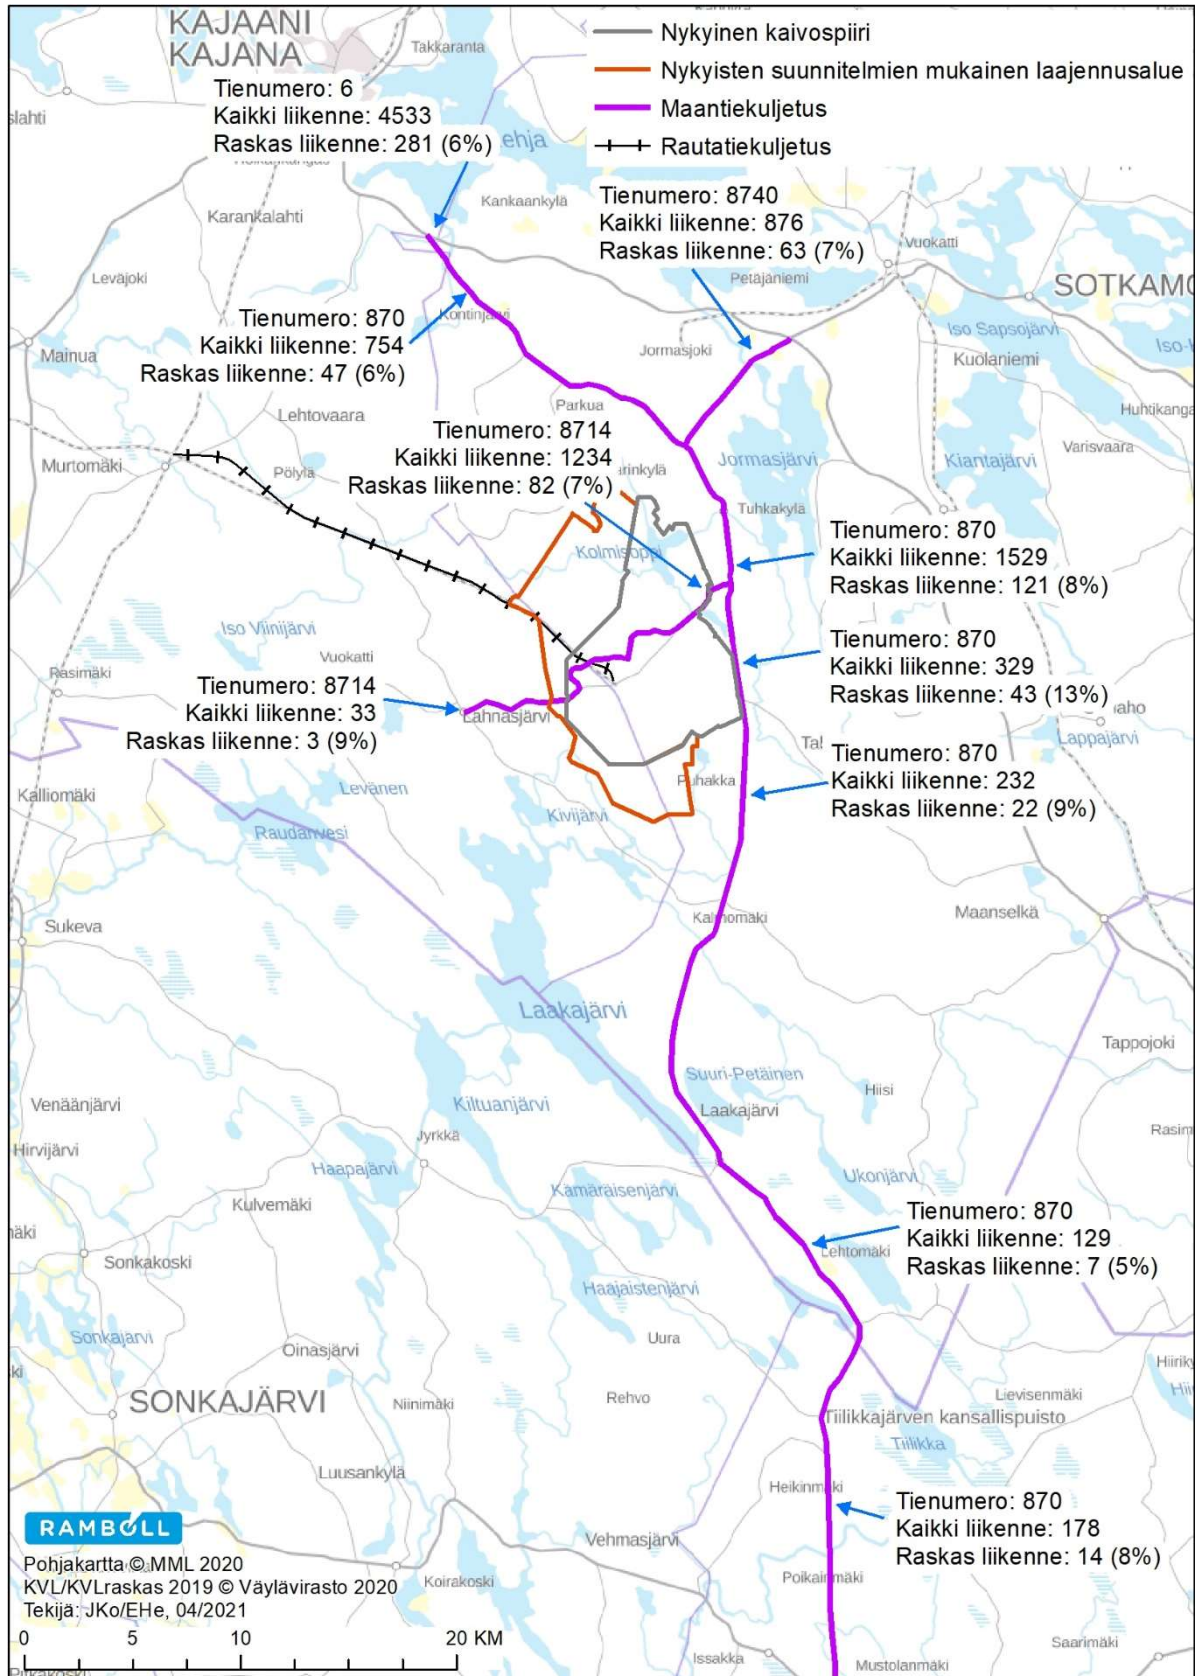 KAJAANI
KAJANA
Takkaranta
Nykyinen kaivospiiri
Nykyisten suunnitelmien mukainen laajennusalue
Maantiekuljetus
Rautatiekuljetus
Tienumero: 6
Kaikki liikenne: 4533
Raskas liikenne: 281 (6%)
Kankaankylä
Karankalahti
Leväjoki
Tienumero: 8740
Kaikki liikenne: 876
Raskas liikenne: 63 (7%)
Vuokatti
Petäjäniemi
SOTKAMO
Kontinjärvi
Tienumero: 870
Kaikki liikenne: 754
Raskas liikenne: 47 (6%)
Mainua
Jormasjoki
Iso Sapsojärvi
Kuolaniemi
Lehtovaara
Parkua
Varisvaara
Murtomäki
Pölylä
Tienumero: 8714
Kaikki liikenne: 1234
Raskas liikenne: 82 (7%)
Jormasjärvi
Kiantajärvi
Tuhkakylä
Kolmisoppi
Tienumero: 870
Kaikki liikenne: 1529
Raskas liikenne: 121 (8%)
Iso Viinijärvi
Vuokatti
Rasimäki
Tienumero: 870
Kaikki liikenne: 329
Raskas liikenne: 43 (13%)
Tienumero: 8714
Kaikki liikenne: 33
Raskas liikenne: 3 (9%)
Lahnasjärvi
Lappajärvi
Tienumero: 870
Kaikki liikenne: 232
Raskas liikenne: 22 (9%)
Puhakka
Kalliomäki
Levänen
Kivijärvi
Raudanvesi
Sukeva
Kalliomäki
Maanselkä
Laakajärvi
Tappojoki
Suuri-Petäinen
Hiisi
Laakajärvi
Venäänjärvi
Kiltuanjärvi
Hirvijärvi
Jyrkkä
Haapajärvi
Kämäräisenjärvi
Ukonjärvi
Kulvemäki
Sonkakoski
Tienumero: 870
Kaikki liikenne: 129
Raskas liikenne: 7 (5%)
Lehtomäki
Haajaistenjärvi
Sonkajärvi
Oinasjärvi
Uura
SONKAJÄRVI
Niinimäki
Rehvo
Lievisenmäki
Tiilikkajärven kansallispuisto
Tiilikka
Luusankylä
Heikinmäki
Tienumero: 870
Kaikki liikenne: 178
Raskas liikenne: 14 (8%)
RAMBOLL
Vehmasjärvi
Pohjakartta © MML 2020
KVL/KVLraskas 2019 © Väylävirasto 2020
Tekijä: JKo/EHe, 04/2021
Koirakoski
Poikainmäki
0 5 10 20 KM
Issakka
Mustolanmäki
Saarimäki